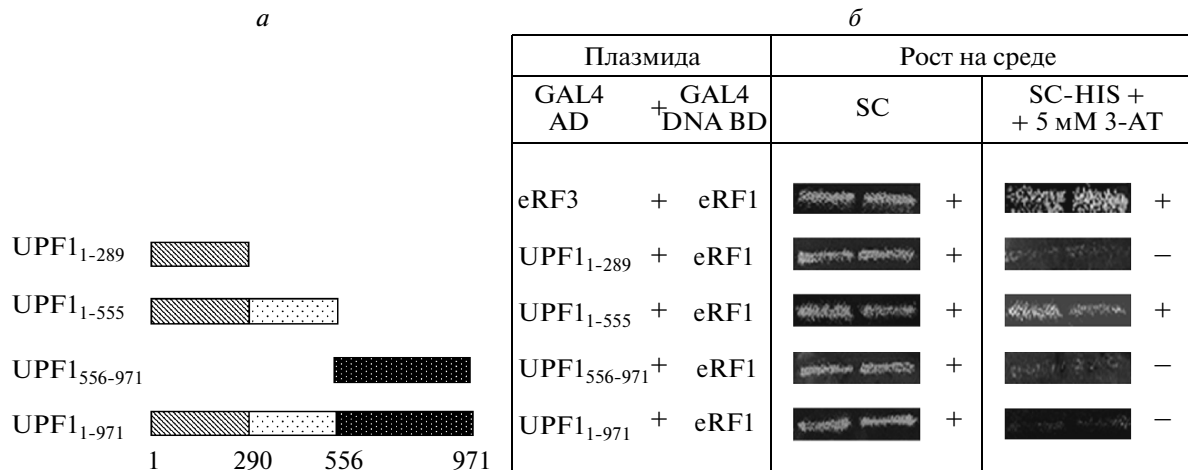 а
б
Плазмида
Рост на среде
GAL4 AD + GAL4 DNA BD
SC
SC-HIS + + 5 мМ 3-АТ
eRF3 + eRF1 + +
UPF1₁₋₂₈₉
UPF1₁₋₂₈₉ + eRF1 + −
UPF1₁₋₅₅₅
UPF1₁₋₅₅₅ + eRF1 + +
UPF1₅₅₆₋₉₇₁
UPF1₅₅₆₋₉₇₁ + eRF1 + −
UPF1₁₋₉₇₁
UPF1₁₋₉₇₁ + eRF1 + −
1 290 556 971